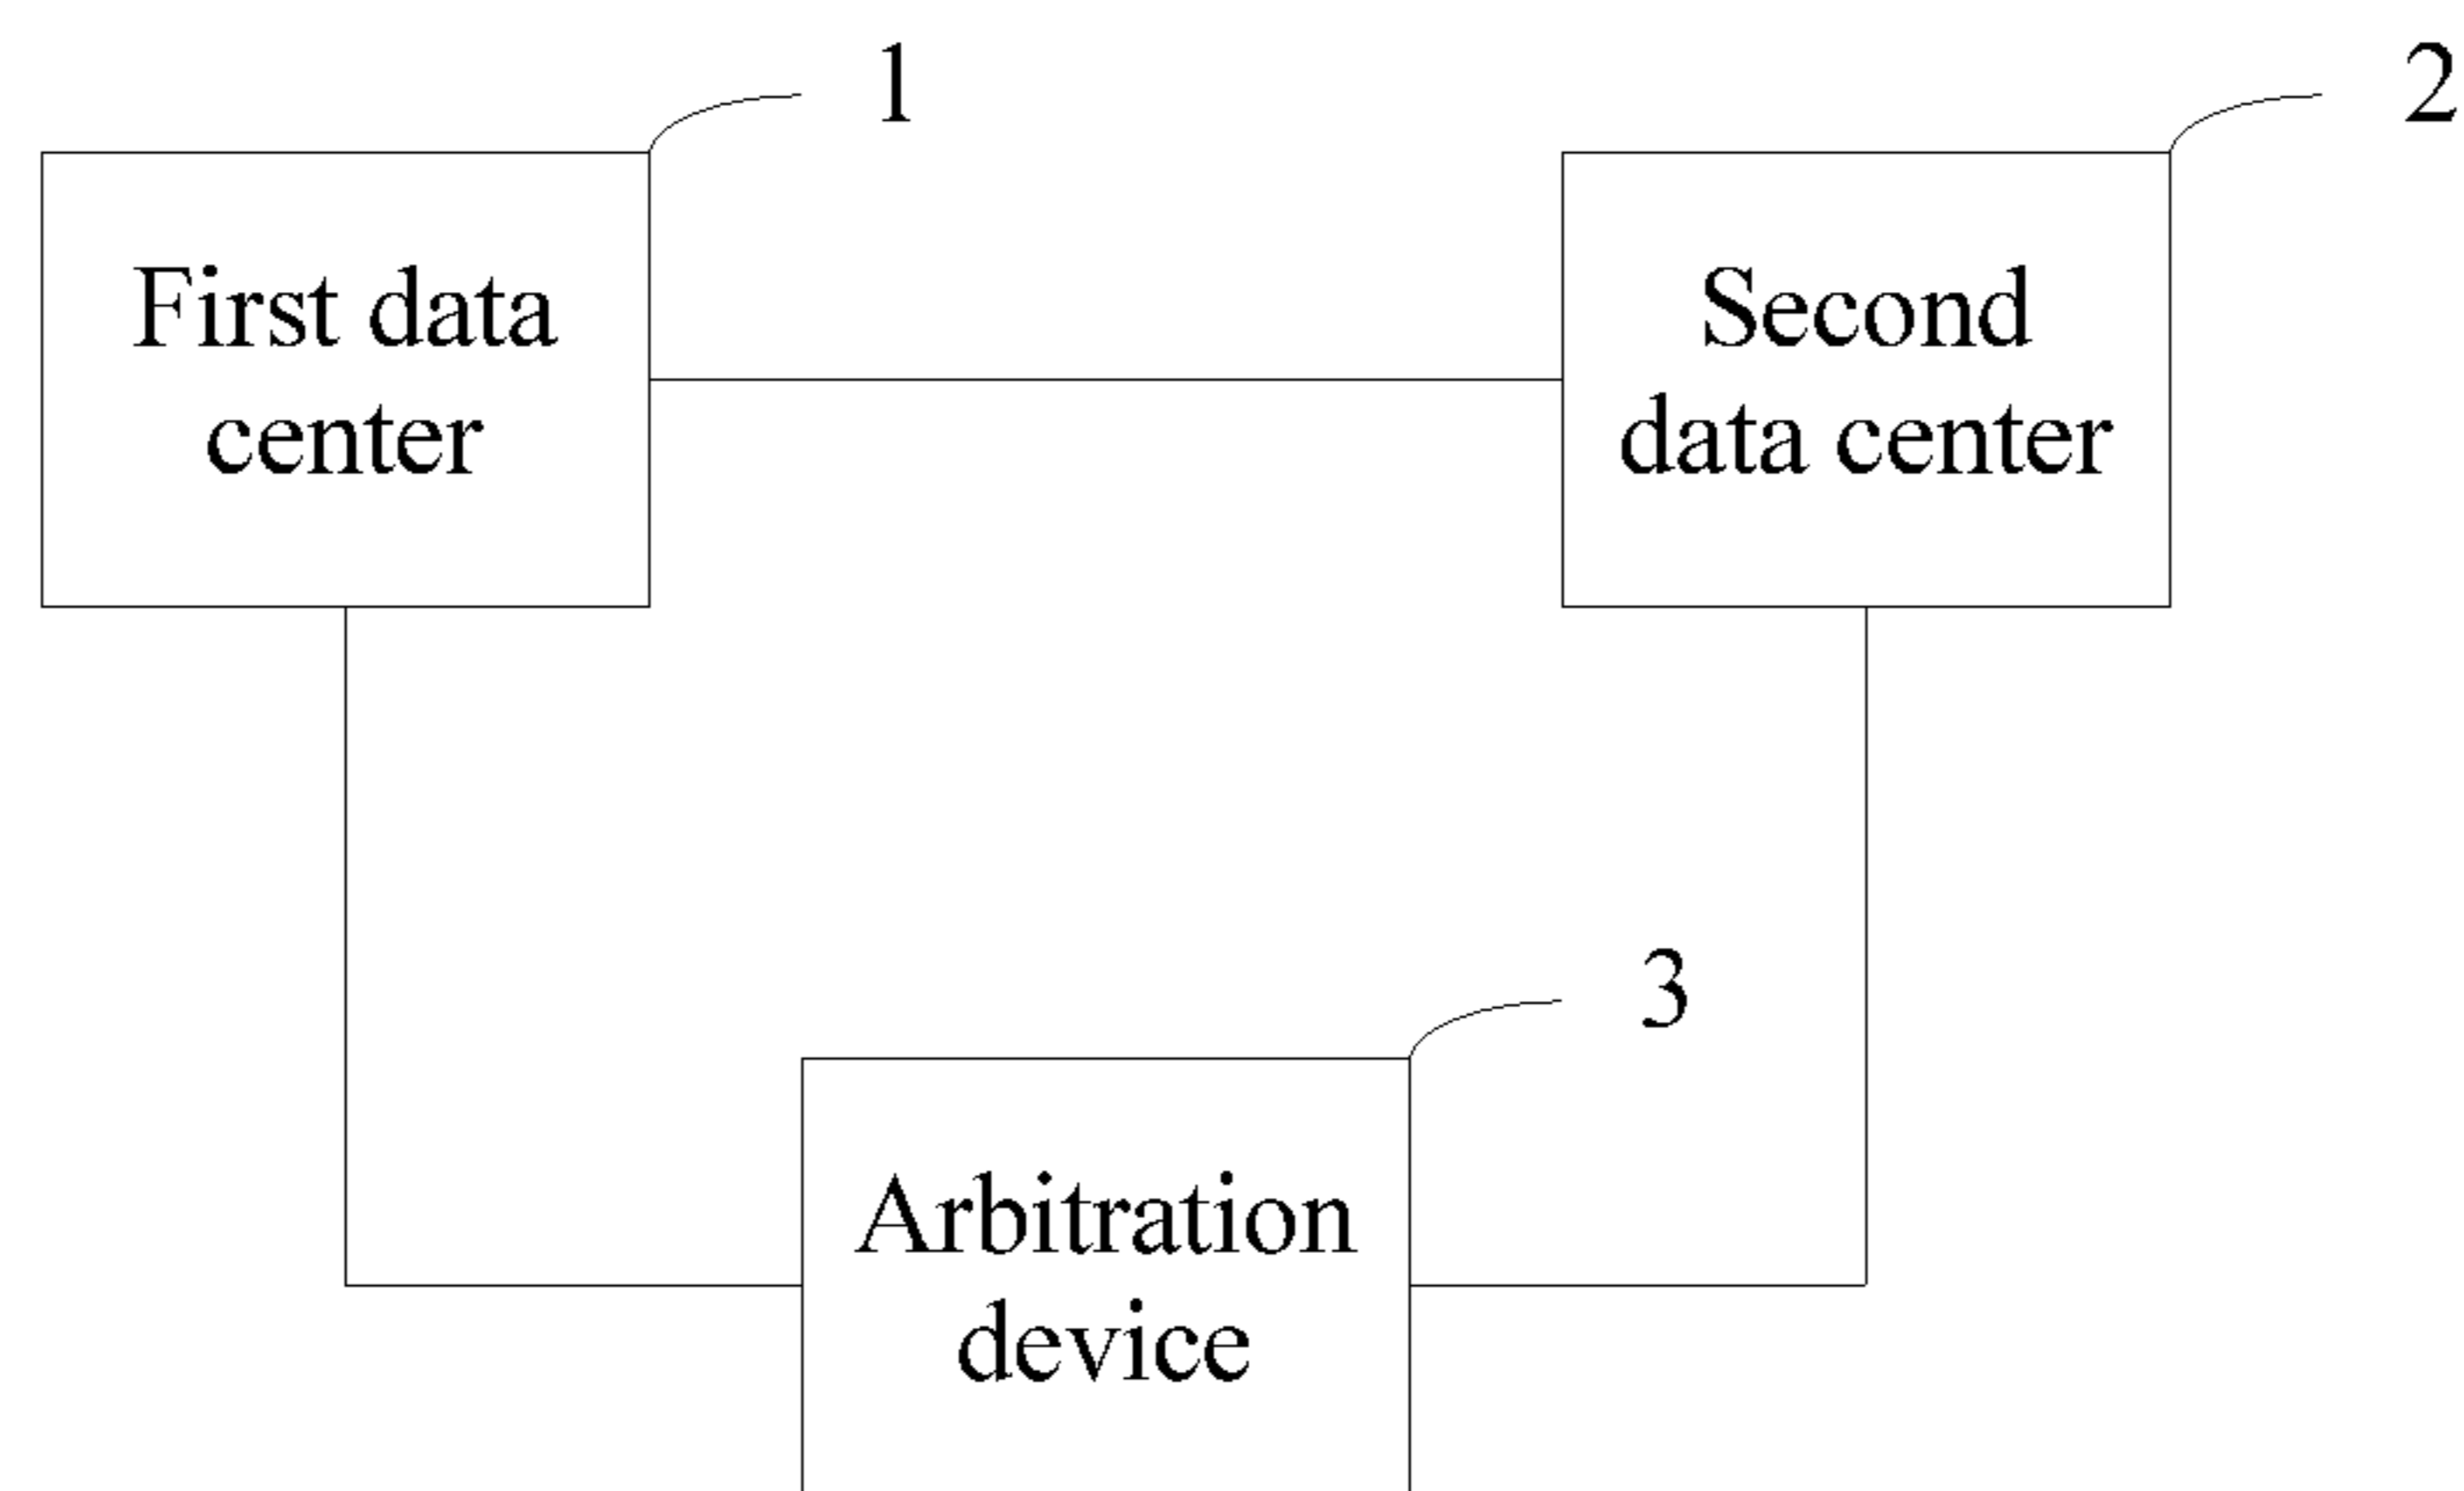 1
2
First data
center
Second
data center
3
Arbitration
device